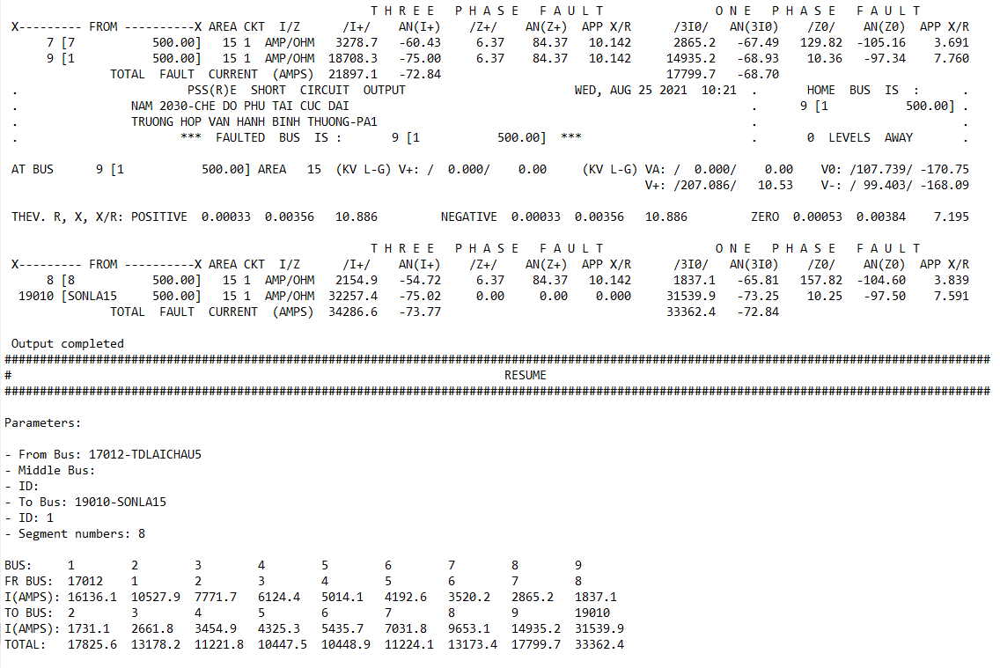 T H R E E   P H A S E   F A U L T                O N E   P H A S E   F A U L T
X--------- FROM ----------X AREA CKT  I/Z      /I+/    AN(I+)    /Z+/    AN(Z+)  APP X/R      /3I0/   AN(3I0)    /Z0/    AN(Z0)  APP X/R
7 [7           500.00]   15 1  AMP/OHM   3278.7   -60.43    6.37    84.37  10.142      2865.2   -67.49  129.82  -105.16   3.691
9 [1           500.00]   15 1  AMP/OHM  18708.3   -75.00    6.37    84.37  10.142     14935.2   -68.93   10.36   -97.34   7.760
TOTAL  FAULT  CURRENT  (AMPS)  21897.1   -72.84                               17799.7   -68.70
.                        PSS(R)E  SHORT  CIRCUIT  OUTPUT                        WED, AUG 25 2021  10:21  .       HOME  BUS  IS  :      .
.                NAM 2030-CHE DO PHU TAI CUC DAI                                                         .      9 [1           500.00] .
.                TRUONG HOP VAN HANH BINH THUONG-PA1                                                     .                             .
.                       ***  FAULTED  BUS  IS :       9 [1           500.00]  ***                        .       0  LEVELS  AWAY       .
AT BUS      9 [1           500.00] AREA   15  (KV L-G) V+: /  0.000/    0.00     (KV L-G) VA: /  0.000/    0.00    V0: /107.739/ -170.75
V+: /207.086/   10.53    V-: / 99.403/ -168.09
THEV. R, X, X/R: POSITIVE  0.00033  0.00356   10.886         NEGATIVE  0.00033  0.00356   10.886         ZERO  0.00053  0.00384    7.195
T H R E E   P H A S E   F A U L T                O N E   P H A S E   F A U L T
X--------- FROM ----------X AREA CKT  I/Z      /I+/    AN(I+)    /Z+/    AN(Z+)  APP X/R      /3I0/   AN(3I0)    /Z0/    AN(Z0)  APP X/R
8 [8           500.00]   15 1  AMP/OHM   2154.9   -54.72    6.37    84.37  10.142      1837.1   -65.81  157.82  -104.60   3.839
19010 [SONLA15     500.00]   15 1  AMP/OHM  32257.4   -75.02    0.00     0.00   0.000     31539.9   -73.25   10.25   -97.50   7.591
TOTAL  FAULT  CURRENT  (AMPS)  34286.6   -73.77                               33362.4   -72.84
Output completed
############################################################################################################################################
#                                                                      RESUME
############################################################################################################################################
Parameters:
- From Bus: 17012-TDLAICHAU5
- Middle Bus:
- ID:
- To Bus: 19010-SONLA15
- ID: 1
- Segment numbers: 8
BUS:     1        2        3        4        5        6        7        8        9
FR BUS:  17012    1        2        3        4        5        6        7        8
I(AMPS): 16136.1  10527.9  7771.7   6124.4   5014.1   4192.6   3520.2   2865.2   1837.1
TO BUS:  2        3        4        5        6        7        8        9        19010
I(AMPS): 1731.1   2661.8   3454.9   4325.3   5435.7   7031.8   9653.1   14935.2  31539.9
TOTAL:   17825.6  13178.2  11221.8  10447.5  10448.9  11224.1  13173.4  17799.7  33362.4